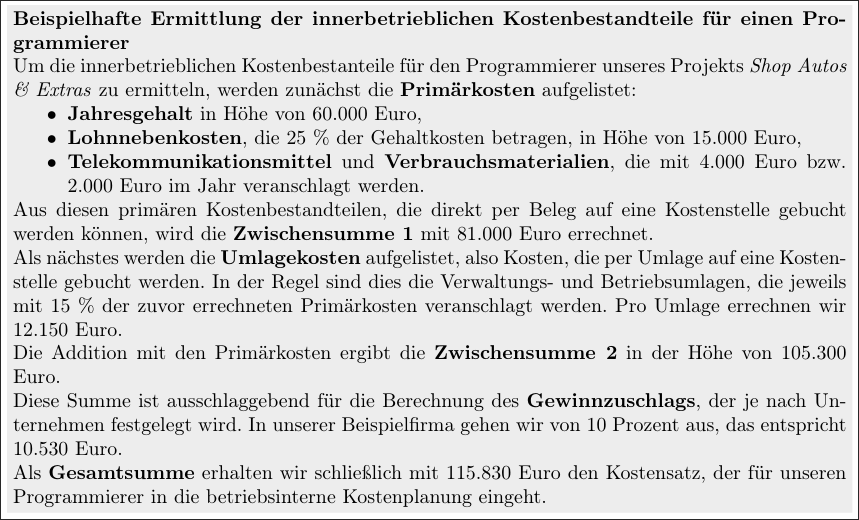 Beispielhafte Ermittlung der innerbetrieblichen Kostenbestandteile für einen Pro-
grammierer
Um die innerbetrieblichen Kostenbestanteile für den Programmierer unseres Projekts Shop Autos
& Extras zu ermitteln, werden zunächst die Primärkosten aufgelistet:
• Jahresgehalt in Höhe von 60.000 Euro,
• Lohnnebenkosten, die 25 % der Gehaltkosten betragen, in Höhe von 15.000 Euro,
• Telekommunikationsmittel und Verbrauchsmaterialien, die mit 4.000 Euro bzw.
2.000 Euro im Jahr veranschlagt werden.
Aus diesen primären Kostenbestandteilen, die direkt per Beleg auf eine Kostenstelle gebucht
werden können, wird die Zwischensumme 1 mit 81.000 Euro errechnet.
Als nächstes werden die Umlagekosten aufgelistet, also Kosten, die per Umlage auf eine Kosten-
stelle gebucht werden. In der Regel sind dies die Verwaltungs- und Betriebsumlagen, die jeweils
mit 15 % der zuvor errechneten Primärkosten veranschlagt werden. Pro Umlage errechnen wir
12.150 Euro.
Die Addition mit den Primärkosten ergibt die Zwischensumme 2 in der Höhe von 105.300
Euro.
Diese Summe ist ausschlaggebend für die Berechnung des Gewinnzuschlags, der je nach Un-
ternehmen festgelegt wird. In unserer Beispielfirma gehen wir von 10 Prozent aus, das entspricht
10.530 Euro.
Als Gesamtsumme erhalten wir schließlich mit 115.830 Euro den Kostensatz, der für unseren
Programmierer in die betriebsinterne Kostenplanung eingeht.